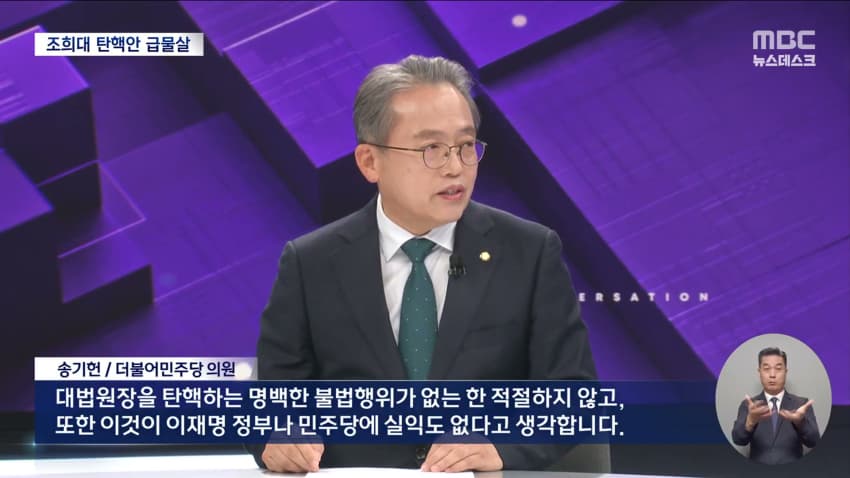 조희대 탄핵안 급물살
MBC
뉴스데스크
ERSATION
송기헌 / 더불어민주당 의원
대법원장을 탄핵하는 명백한 불법행위가 없는 한 적절하지 않고,
또한 이것이 이재명 정부나 민주당에 실익도 없다고 생각합니다.